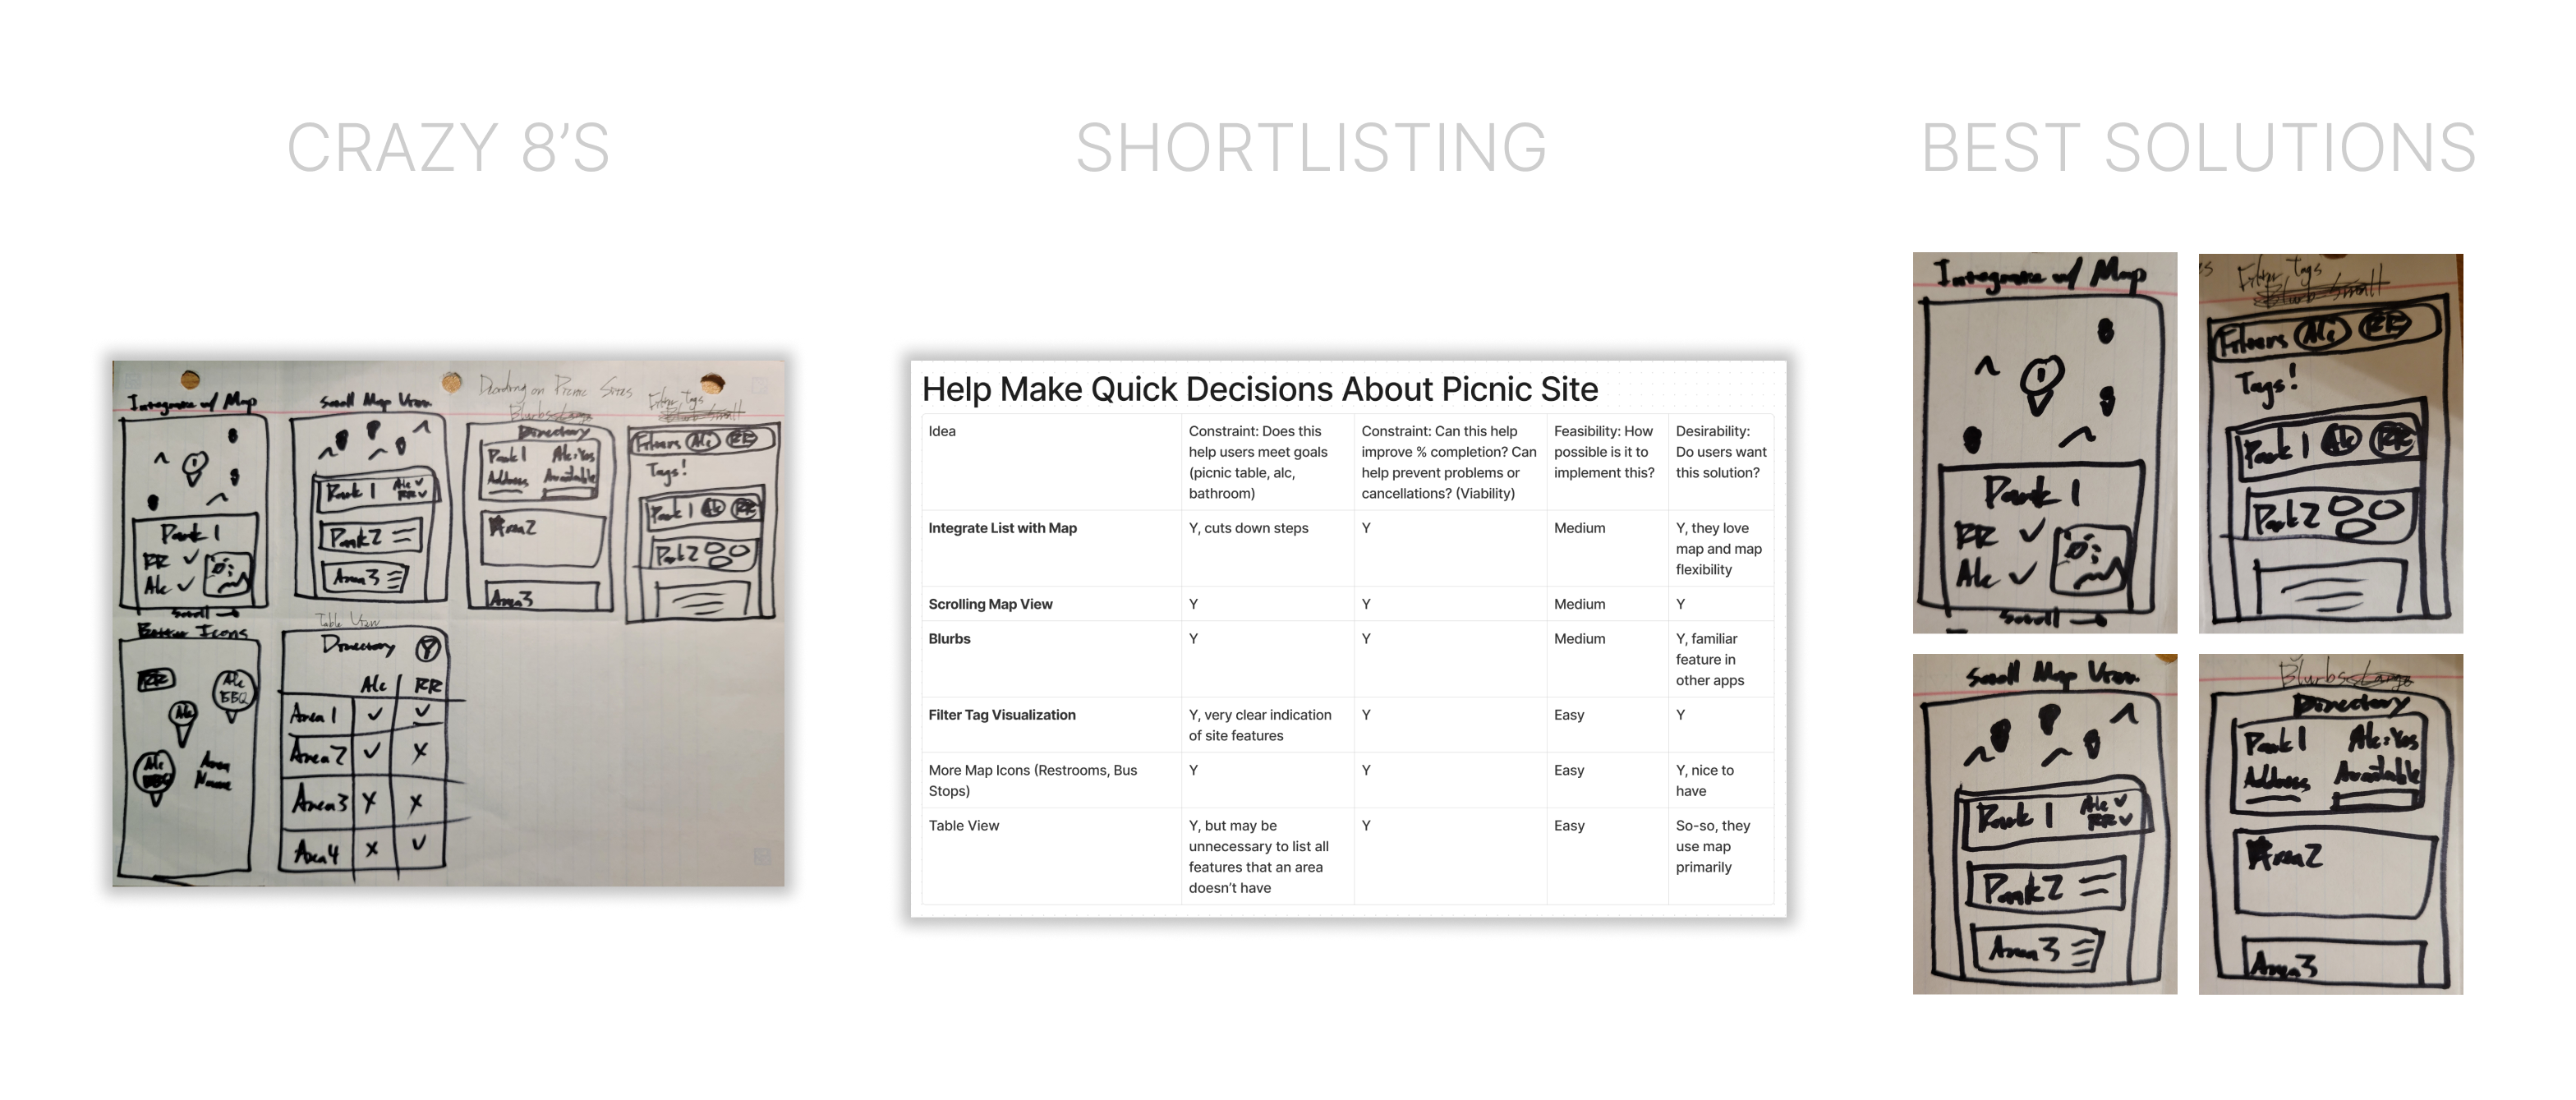 CRAZY 8'S
SHORTLISTING
BEST SOLUTIONS
Integrate w/ Map
Park 1
RR ✓
Alc ✓
Scroll →
Scroll Map View
Park 1 Alc ✓
RR ✓
Park 2
Area 3
Deciding on Picnic Sites
Blurbs Large
Directory
Park 1 Alc: Yes
Address Available
Area 2
Area 3
Filter Tags
Blurb Small
Filters Alc RR
Tags!
Park 1 Alc RR
Park 2
Better Icons
RR
Alc
BBQ
Alc
Alc
Area
Name
Table View
Directory Y
Alc RR
Area 1 ✓ ✓
Area 2 ✓ X
Area 3 X X
Area 4 X ✓
Help Make Quick Decisions About Picnic Site
Idea
Constraint: Does this
help users meet goals
(picnic table, alc,
bathroom)
Constraint: Can this help
improve % completion? Can
help prevent problems or
cancellations? (Viability)
Feasibility: How
possible is it to
implement this?
Desirability:
Do users want
this solution?
Integrate List with Map
Y, cuts down steps
Y
Medium
Y, they love
map and map
flexibility
Scrolling Map View
Y
Y
Medium
Y
Blurbs
Y
Y
Medium
Y, familiar
feature in
other apps
Filter Tag Visualization
Y, very clear indication
of site features
Y
Easy
Y
More Map Icons (Restrooms, Bus
Stops)
Y
Y
Easy
Y, nice to
have
Table View
Y, but may be
unnecessary to list all
features that an area
doesn't have
Y
Easy
So-so, they
use map
primarily
Integrate w/ Map
Park 1
RR ✓
Alc ✓
Scroll →
Filter Tags
Blurb Small
Filters Alc RR
Tags!
Park 1 Alc RR
Park 2
Scroll Map View
Park 1 Alc ✓
RR ✓
Park 2
Area 3
Blurbs Large
Directory
Park 1 Alc: Yes
Address Available
Area 2
Area 3